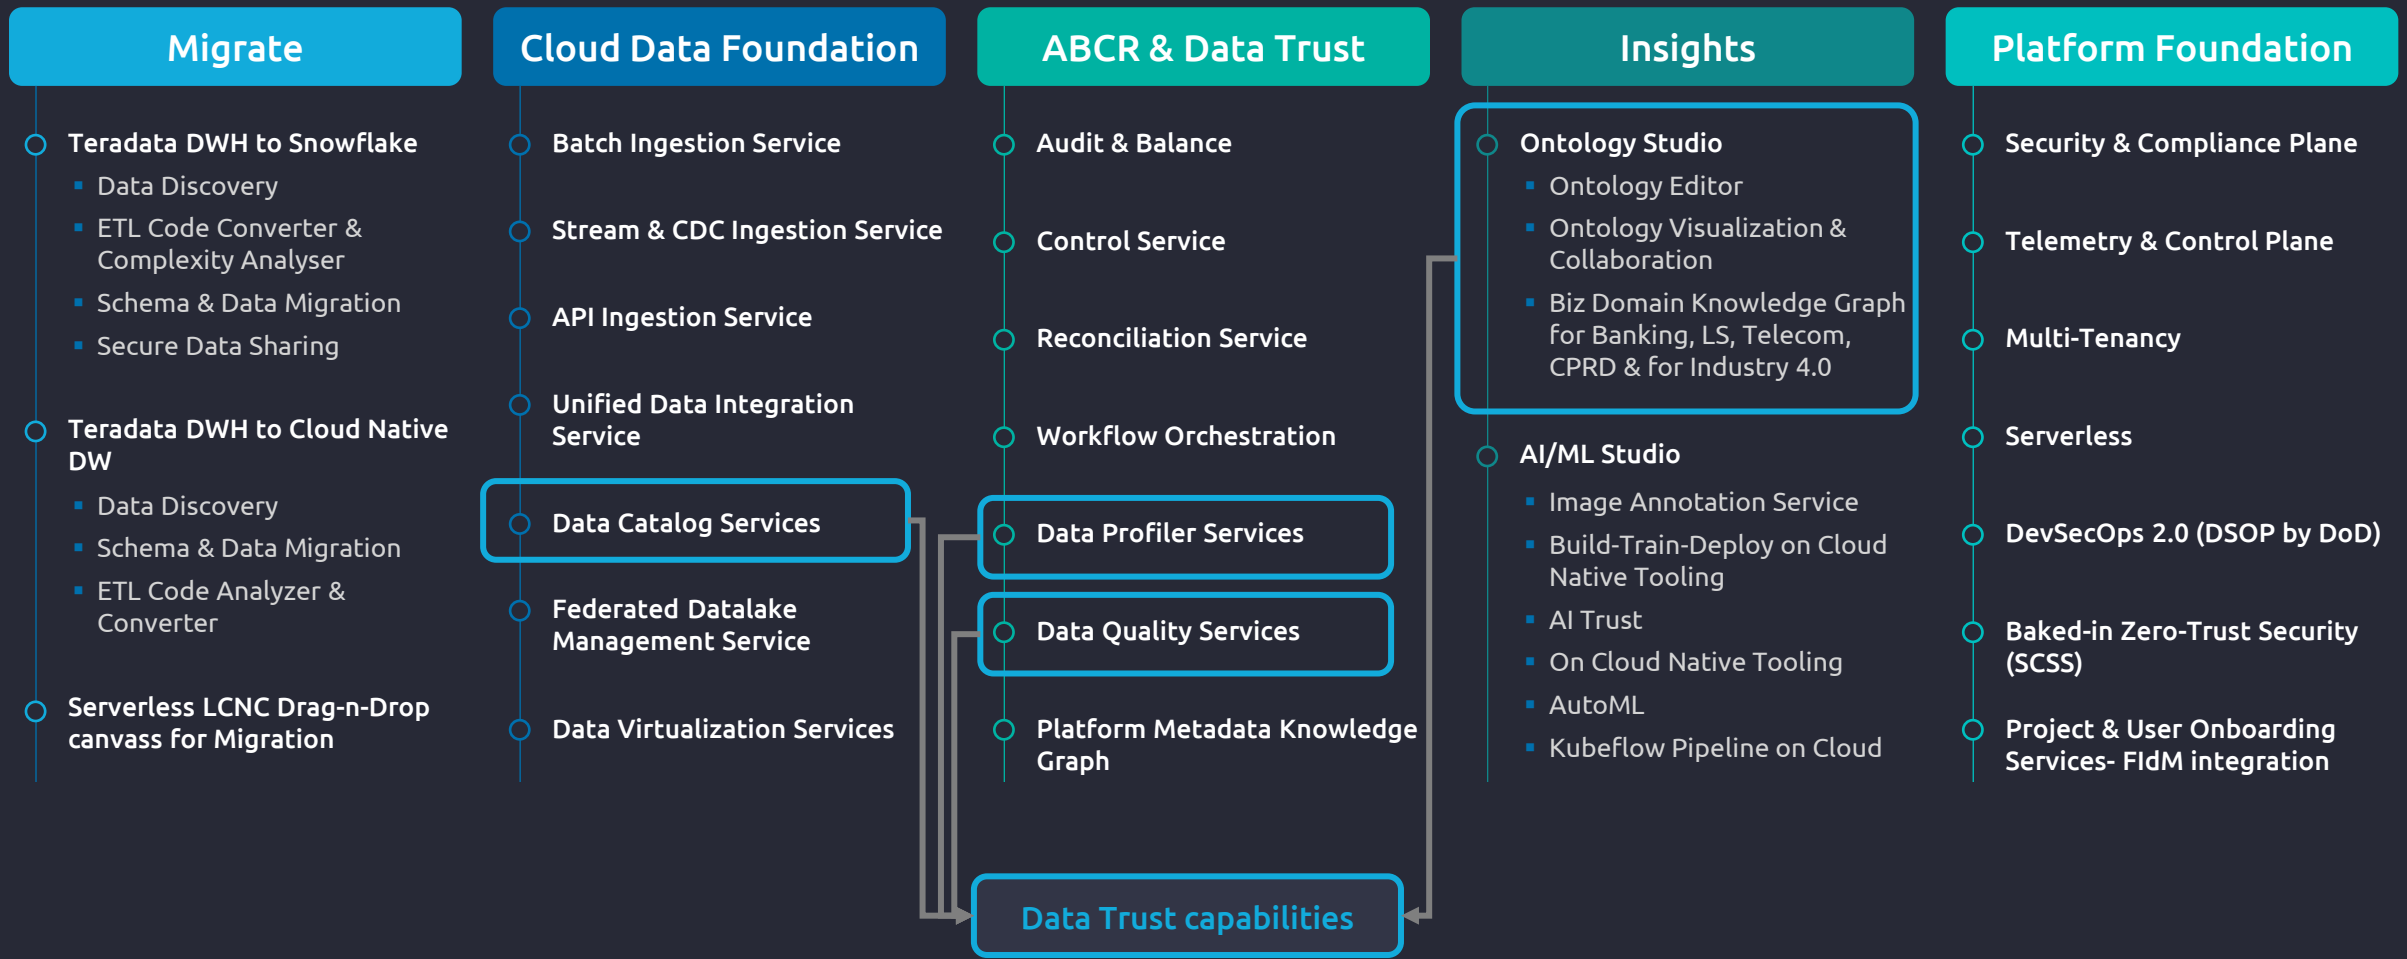 Migrate
Teradata DWH to Snowflake
Data Discovery
ETL Code Converter &
Complexity Analyser
Schema & Data Migration
Secure Data Sharing
Teradata DWH to Cloud Native
DW
Data Discovery
Schema & Data Migration
ETL Code Analyzer &
Converter
Serverless LCNC Drag-n-Drop
canvass for Migration
Cloud Data Foundation
Batch Ingestion Service
Stream & CDC Ingestion Service
API Ingestion Service
Unified Data Integration
Service
Data Catalog Services
Federated Datalake
Management Service
Data Virtualization Services
ABCR & Data Trust
Audit & Balance
Control Service
Reconciliation Service
Workflow Orchestration
Data Profiler Services
Data Quality Services
Platform Metadata Knowledge
Graph
Insights
Ontology Studio
Ontology Editor
Ontology Visualization &
Collaboration
Biz Domain Knowledge Graph
for Banking, LS, Telecom,
CPRD & for Industry 4.0
AI/ML Studio
Image Annotation Service
Build-Train-Deploy on Cloud
Native Tooling
AI Trust
On Cloud Native Tooling
AutoML
Kubeflow Pipeline on Cloud
Platform Foundation
Security & Compliance Plane
Telemetry & Control Plane
Multi-Tenancy
Serverless
DevSecOps 2.0 (DSOP by DoD)
Baked-in Zero-Trust Security
(SCSS)
Project & User Onboarding
Services- FIdM integration
Data Trust capabilities